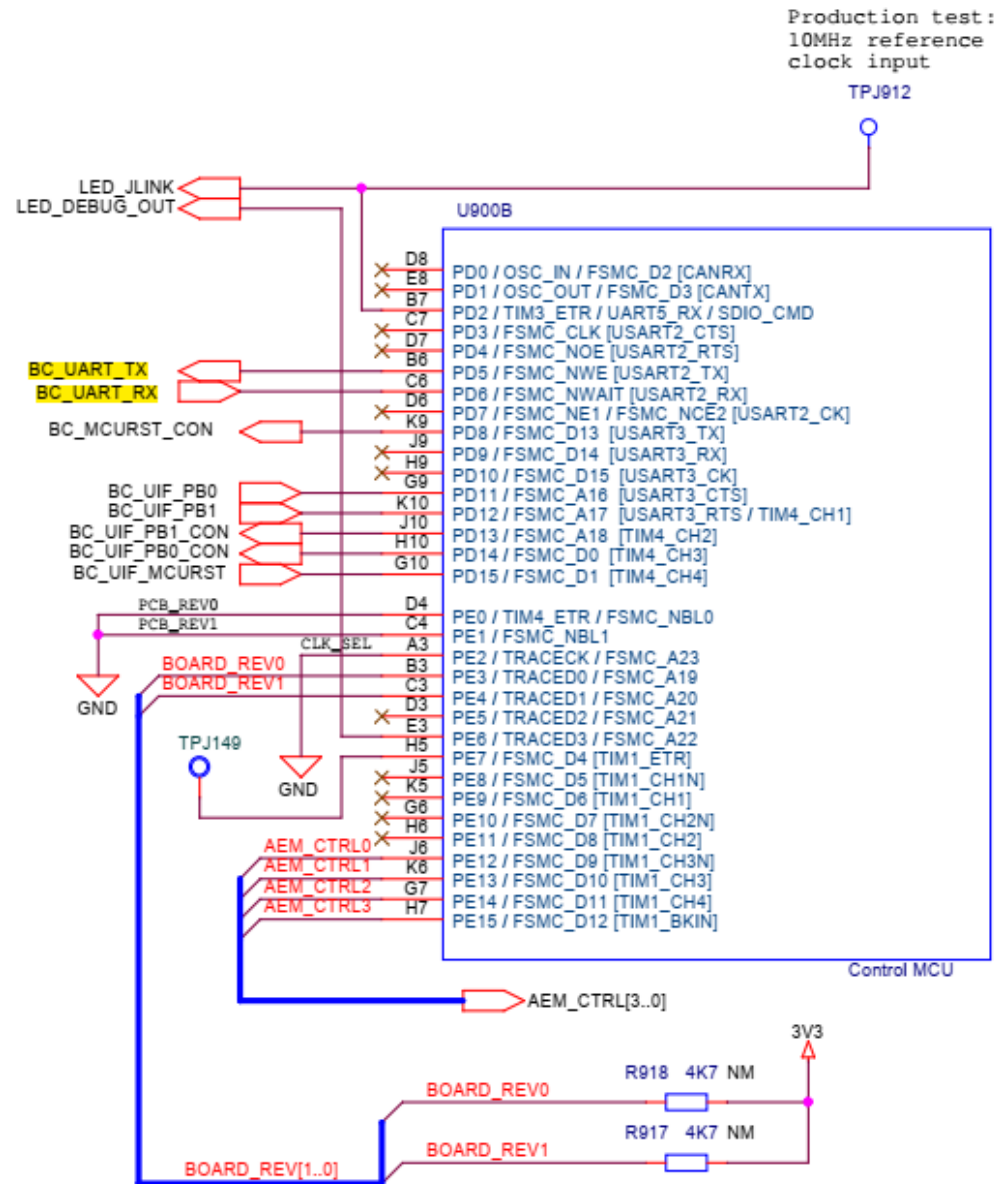 Production test:
10MHz reference
clock input
TPJ912
LED_JLINK
LED_DEBUG_OUT
U900B
D8 PD0 / OSC_IN / FSMC_D2 [CANRX]
E8 PD1 / OSC_OUT / FSMC_D3 [CANTX]
B7 PD2 / TIM3_ETR / UART5_RX / SDIO_CMD
C7 PD3 / FSMC_CLK [USART2_CTS]
D7 PD4 / FSMC_NOE [USART2_RTS]
BC_UART_TX B6 PD5 / FSMC_NWE [USART2_TX]
BC_UART_RX C6 PD6 / FSMC_NWAIT [USART2_RX]
D6 PD7 / FSMC_NE1 / FSMC_NCE2 [USART2_CK]
BC_MCURST_CON K9 PD8 / FSMC_D13 [USART3_TX]
J9 PD9 / FSMC_D14 [USART3_RX]
H9 PD10 / FSMC_D15 [USART3_CK]
BC_UIF_PB0 G9 PD11 / FSMC_A16 [USART3_CTS]
BC_UIF_PB1 K10 PD12 / FSMC_A17 [USART3_RTS / TIM4_CH1]
BC_UIF_PB1_CON J10 PD13 / FSMC_A18 [TIM4_CH2]
BC_UIF_PB0_CON H10 PD14 / FSMC_D0 [TIM4_CH3]
BC_UIF_MCURST G10 PD15 / FSMC_D1 [TIM4_CH4]
PCB_REV0 D4 PE0 / TIM4_ETR / FSMC_NBL0
PCB_REV1 C4 PE1 / FSMC_NBL1
CLK_SEL A3 PE2 / TRACECK / FSMC_A23
BOARD_REV0 B3 PE3 / TRACED0 / FSMC_A19
BOARD_REV1 C3 PE4 / TRACED1 / FSMC_A20
GND
D3 PE5 / TRACED2 / FSMC_A21
E3 PE6 / TRACED3 / FSMC_A22
TPJ149
H5 PE7 / FSMC_D4 [TIM1_ETR]
GND
J5 PE8 / FSMC_D5 [TIM1_CH1N]
K5 PE9 / FSMC_D6 [TIM1_CH1]
G6 PE10 / FSMC_D7 [TIM1_CH2N]
H6 PE11 / FSMC_D8 [TIM1_CH2]
AEM_CTRL0 J6 PE12 / FSMC_D9 [TIM1_CH3N]
AEM_CTRL1 K6 PE13 / FSMC_D10 [TIM1_CH3]
AEM_CTRL2 G7 PE14 / FSMC_D11 [TIM1_CH4]
AEM_CTRL3 H7 PE15 / FSMC_D12 [TIM1_BKIN]
Control MCU
AEM_CTRL[3..0]
3V3
R918 4K7 NM
BOARD_REV0
R917 4K7 NM
BOARD_REV1
BOARD_REV[1..0]